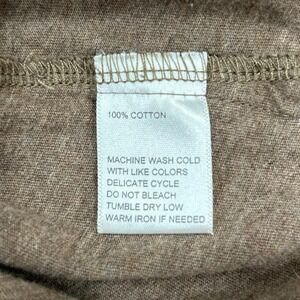 100% COTTON
MACHINE WASH COLD
WITH LIKE COLORS
DELICATE CYCLE
DO NOT BLEACH
TUMBLE DRY LOW
WARM IRON IF NEEDED